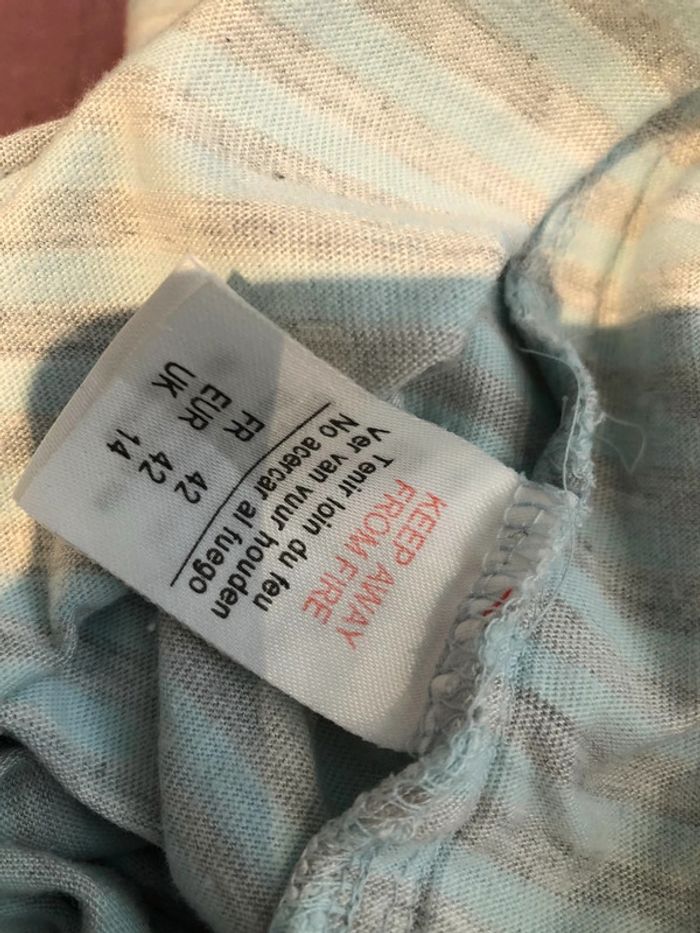 KEEP AWAY
FROM FIRE
Tenir loin du feu
Ver van vuur houden
No acercar al fuego
FR 42
EUR 42
UK 14